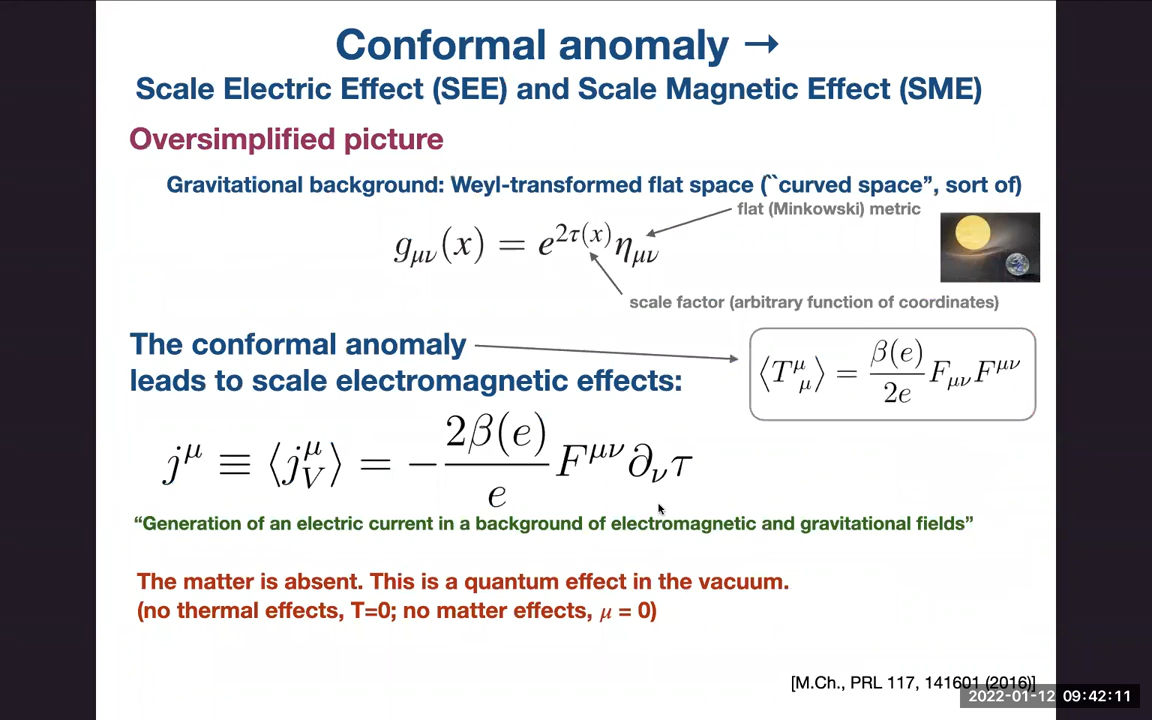 Conformal anomaly →
Scale Electric Effect (SEE) and Scale Magnetic Effect (SME)
Oversimplified picture
Gravitational background: Weyl-transformed flat space (``curved space”, sort of)
flat (Minkowski) metric
g_{μν}(x) = e^{2τ(x)} η_{μν}
scale factor (arbitrary function of coordinates)
The conformal anomaly
leads to scale electromagnetic effects:
⟨T^μ_μ⟩ = \frac{β(e)}{2e} F_{μν}F^{μν}
j^μ ≡ ⟨j^μ_V⟩ = −\frac{2β(e)}{e} F^{μν}∂_ντ
“Generation of an electric current in a background of electromagnetic and gravitational fields”
The matter is absent. This is a quantum effect in the vacuum.
(no thermal effects, T=0; no matter effects, μ = 0)
[M.Ch., PRL 117, 141601 (2016)]
2022-01-12 09:42:11